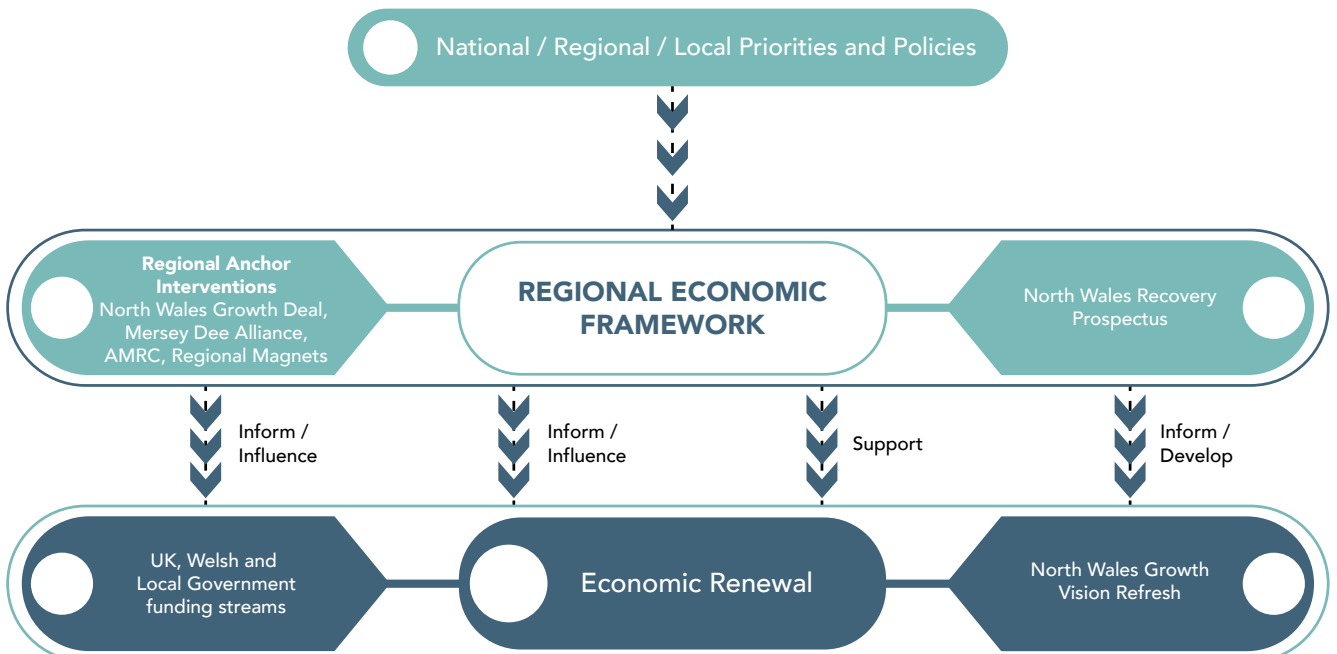 National / Regional / Local Priorities and Policies
Regional Anchor
Interventions
North Wales Growth Deal,
Mersey Dee Alliance,
AMRC, Regional Magnets
REGIONAL ECONOMIC
FRAMEWORK
North Wales Recovery
Prospectus
Inform /
Influence
Inform /
Influence
Support
Inform /
Develop
UK, Welsh and
Local Government
funding streams
Economic Renewal
North Wales Growth
Vision Refresh